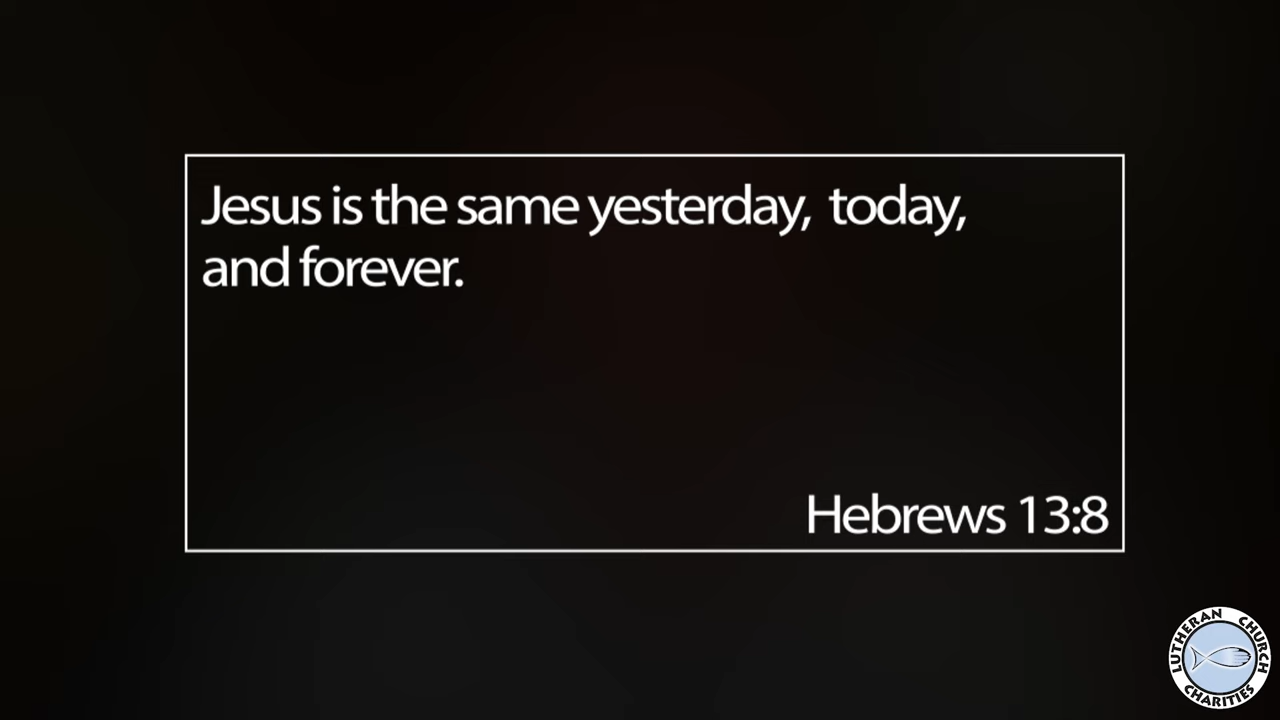 Jesus is the same yesterday,  today,
and forever.
Hebrews 13:8
LUTHERAN CHURCH
CHARITIES